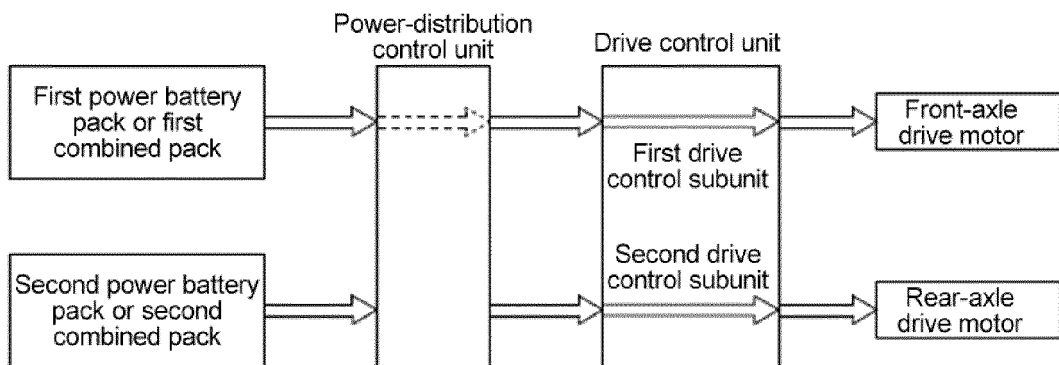 Power-distribution
control unit
Drive control unit
First power battery
pack or first
combined pack
First drive
control subunit
Front-axle
drive motor
Second power battery
pack or second
combined pack
Second drive
control subunit
Rear-axle
drive motor